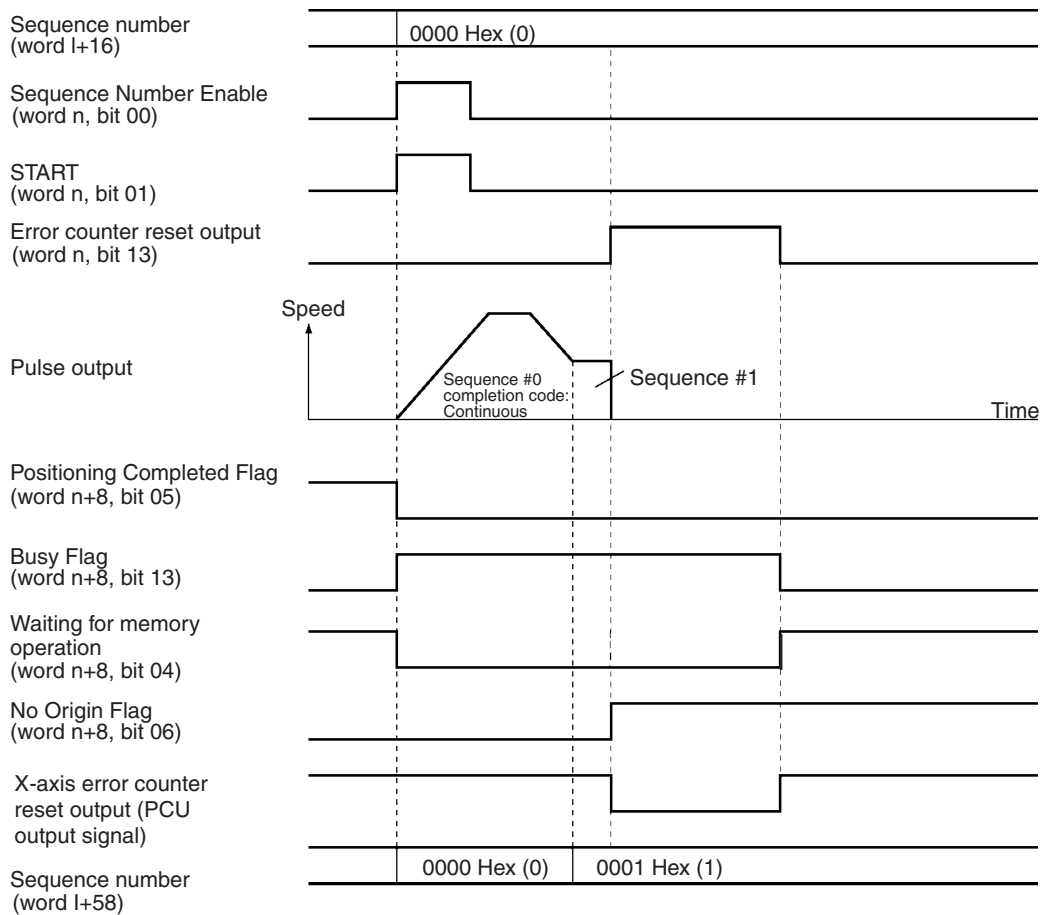 Sequence number
(word l+16)
0000 Hex (0)
Sequence Number Enable
(word n, bit 00)
START
(word n, bit 01)
Error counter reset output
(word n, bit 13)
Speed
Pulse output
Sequence #0
completion code:
Continuous
Sequence #1
Time
Positioning Completed Flag
(word n+8, bit 05)
Busy Flag
(word n+8, bit 13)
Waiting for memory
operation
(word n+8, bit 04)
No Origin Flag
(word n+8, bit 06)
X-axis error counter
reset output (PCU
output signal)
0000 Hex (0)
0001 Hex (1)
Sequence number
(word l+58)